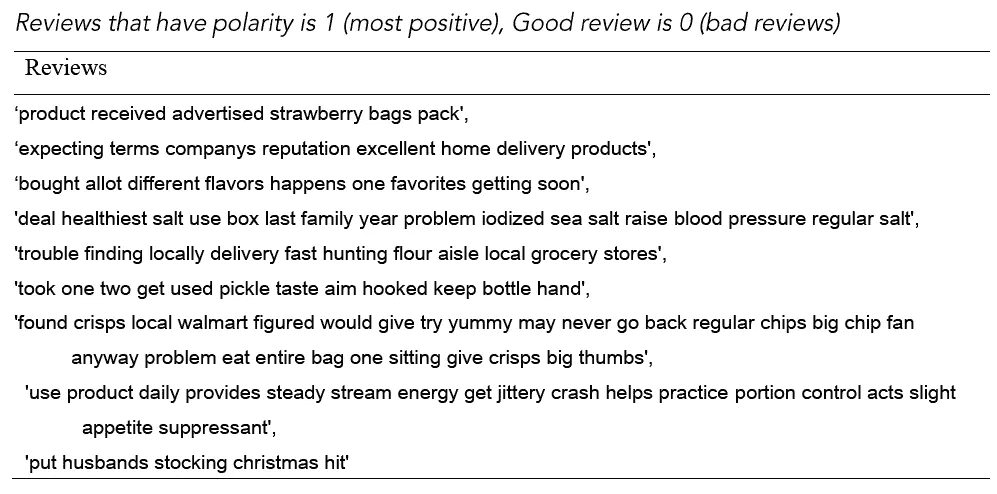 Reviews that have polarity is 1 (most positive), Good review is 0 (bad reviews)
Reviews
‘product received advertised strawberry bags pack',
‘expecting terms companys reputation excellent home delivery products',
‘bought allot different flavors happens one favorites getting soon',
'deal healthiest salt use box last family year problem iodized sea salt raise blood pressure regular salt',
'trouble finding locally delivery fast hunting flour aisle local grocery stores',
'took one two get used pickle taste aim hooked keep bottle hand',
'found crisps local walmart figured would give try yummy may never go back regular chips big chip fan
anyway problem eat entire bag one sitting give crisps big thumbs',
'use product daily provides steady stream energy get jittery crash helps practice portion control acts slight
appetite suppressant',
'put husbands stocking christmas hit'